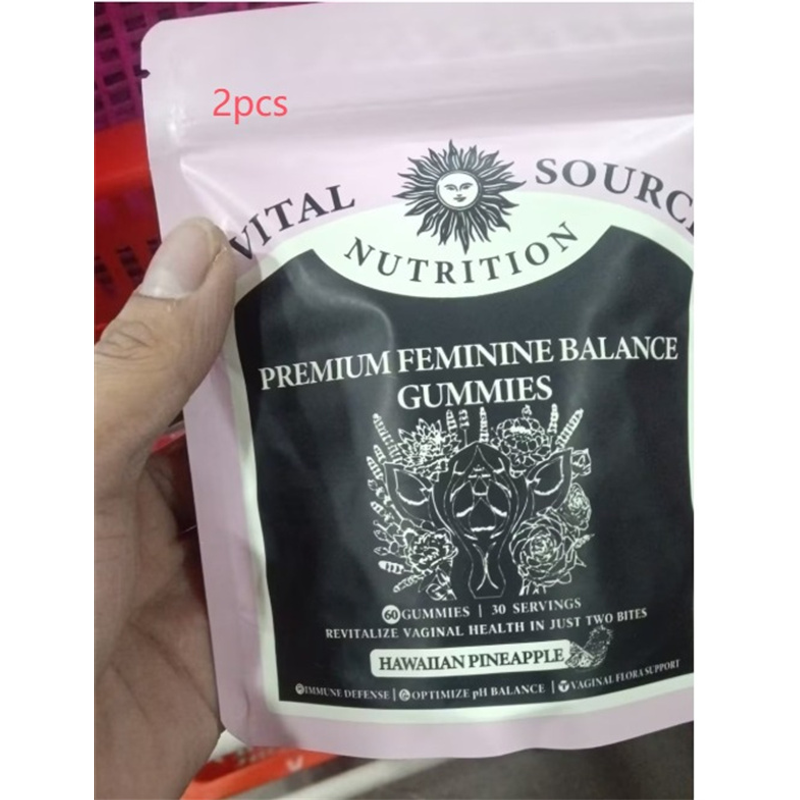 2pcs
VITAL SOURC
NUTRITION
PREMIUM FEMININE BALANCE
GUMMIES
60 GUMMIES | 30 SERVINGS
REVITALIZE VAGINAL HEALTH IN JUST TWO BITES
HAWAIIAN PINEAPPLE
IMMUNE DEFENSE | OPTIMIZE pH BALANCE | VAGINAL FLORA SUPPORT